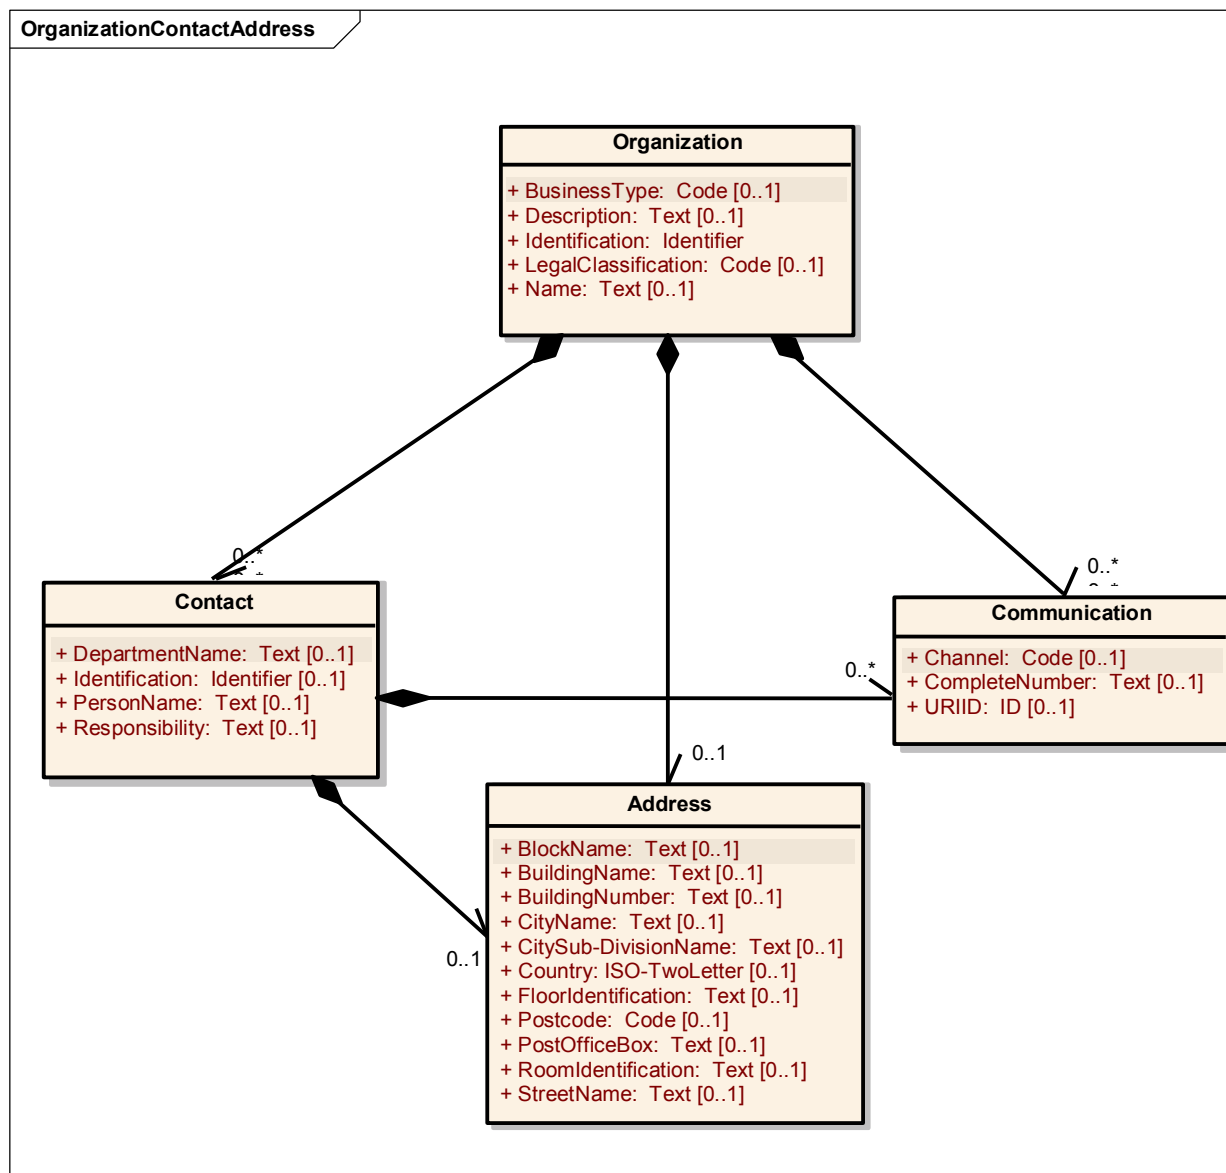 OrganizationContactAddress
Organization
+ BusinessType:  Code [0..1]
+ Description:  Text [0..1]
+ Identification:  Identifier
+ LegalClassification:  Code [0..1]
+ Name:  Text [0..1]
0..*
0..*
Contact
+ DepartmentName:  Text [0..1]
+ Identification:  Identifier [0..1]
+ PersonName:  Text [0..1]
+ Responsibility:  Text [0..1]
Communication
+ Channel:  Code [0..1]
+ CompleteNumber:  Text [0..1]
+ URIID:  ID [0..1]
0..*
0..1
0..1
Address
+ BlockName:  Text [0..1]
+ BuildingName:  Text [0..1]
+ BuildingNumber:  Text [0..1]
+ CityName:  Text [0..1]
+ CitySub-DivisionName:  Text [0..1]
+ Country: ISO-TwoLetter [0..1]
+ FloorIdentification:  Text [0..1]
+ Postcode:  Code [0..1]
+ PostOfficeBox:  Text [0..1]
+ RoomIdentification:  Text [0..1]
+ StreetName:  Text [0..1]